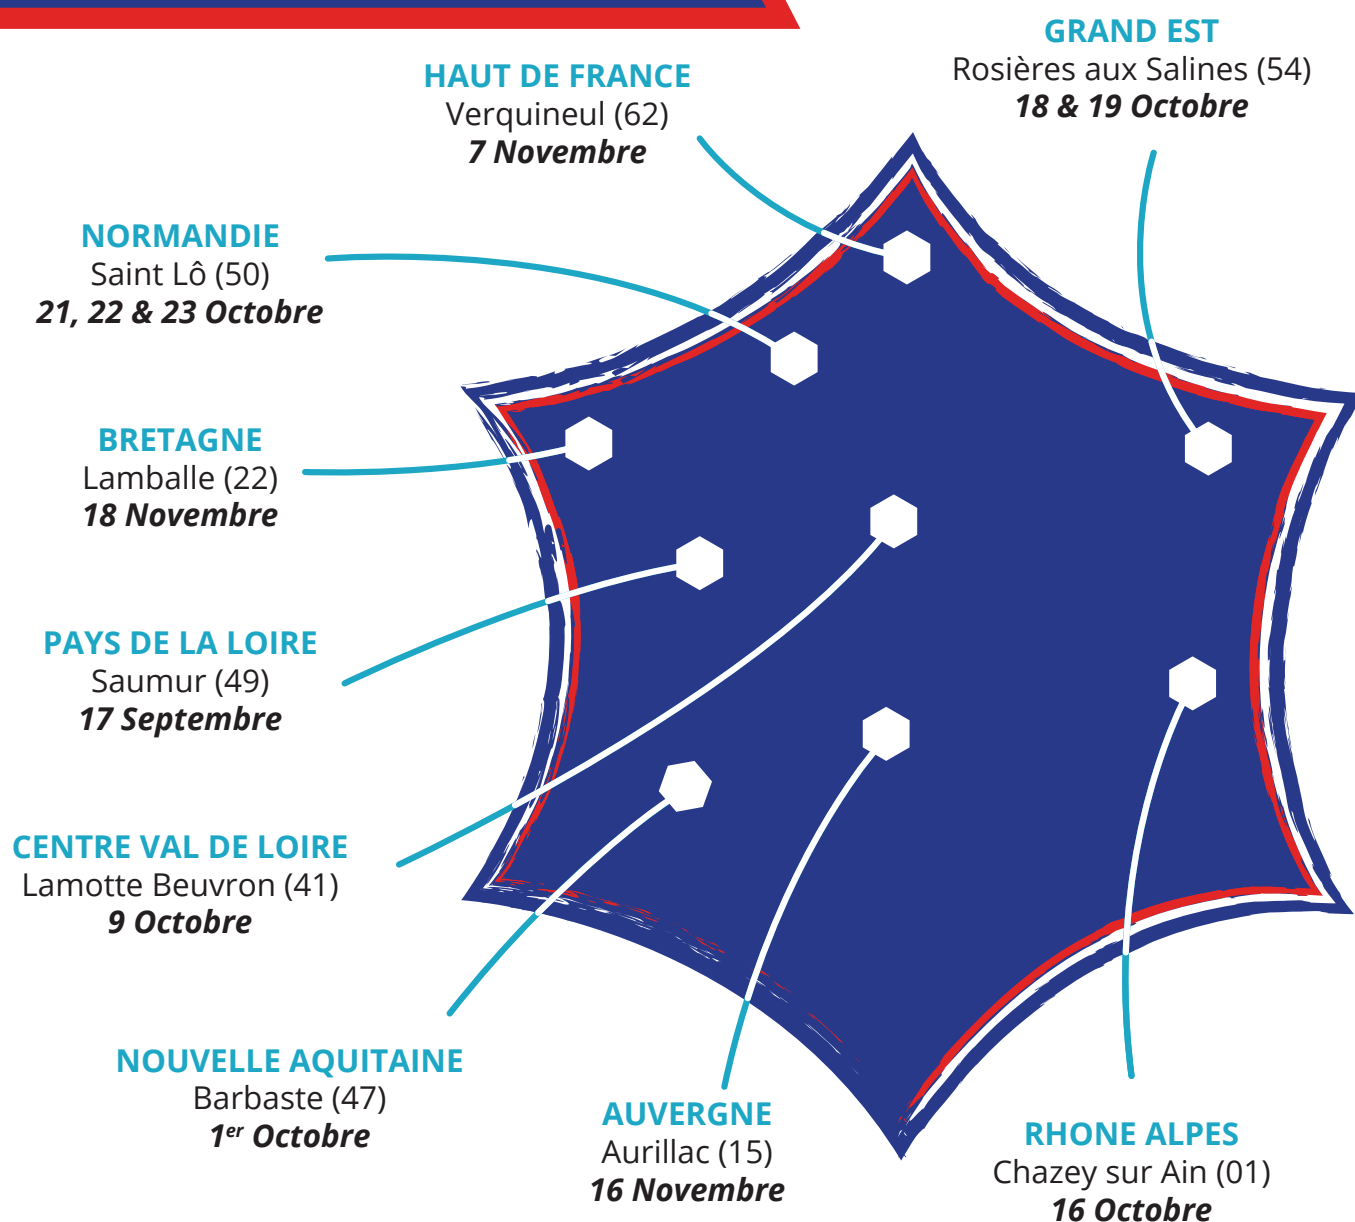 GRAND EST
Rosières aux Salines (54)
18 & 19 Octobre
HAUT DE FRANCE
Verquineul (62)
7 Novembre
NORMANDIE
Saint Lô (50)
21, 22 & 23 Octobre
BRETAGNE
Lamballe (22)
18 Novembre
PAYS DE LA LOIRE
Saumur (49)
17 Septembre
CENTRE VAL DE LOIRE
Lamotte Beuvron (41)
9 Octobre
NOUVELLE AQUITAINE
Barbaste (47)
1er Octobre
AUVERGNE
Aurillac (15)
16 Novembre
RHONE ALPES
Chazey sur Ain (01)
16 Octobre